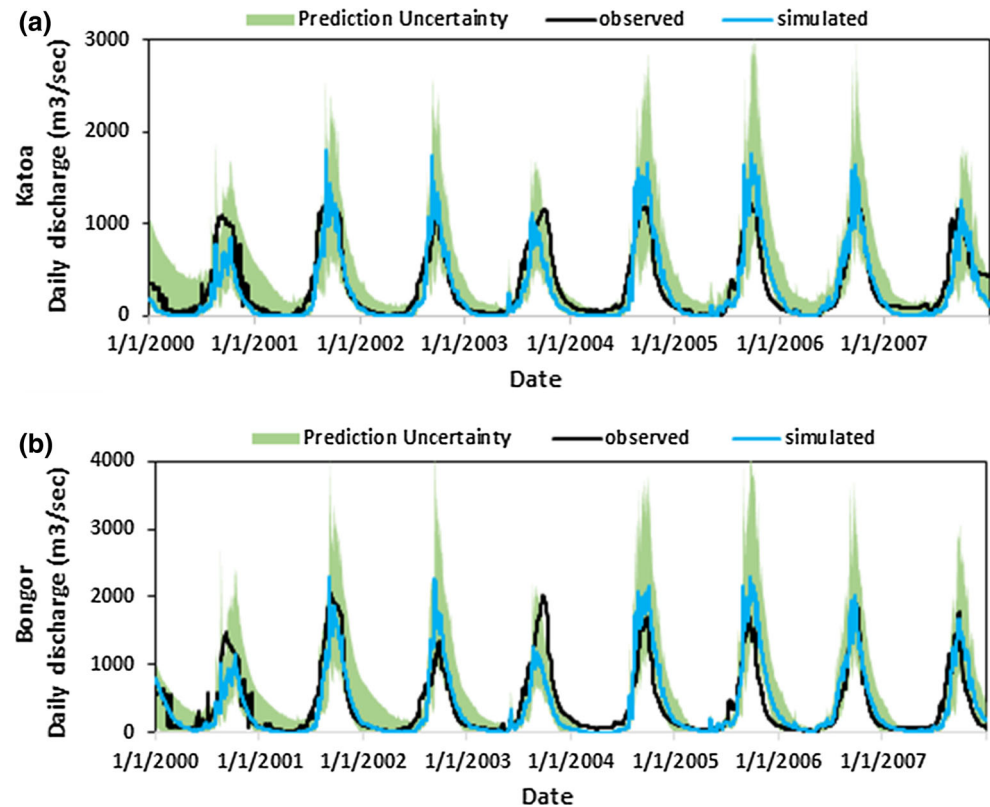 (a)
Prediction Uncertainty observed simulated
Katoa
Daily discharge (m3/sec)
3000
2000
1000
0
1/1/2000 1/1/2001 1/1/2002 1/1/2003 1/1/2004 1/1/2005 1/1/2006 1/1/2007
Date
(b)
Prediction Uncertainty observed simulated
Bongor
Daily discharge (m3/sec)
4000
3000
2000
1000
0
1/1/2000 1/1/2001 1/1/2002 1/1/2003 1/1/2004 1/1/2005 1/1/2006 1/1/2007
Date